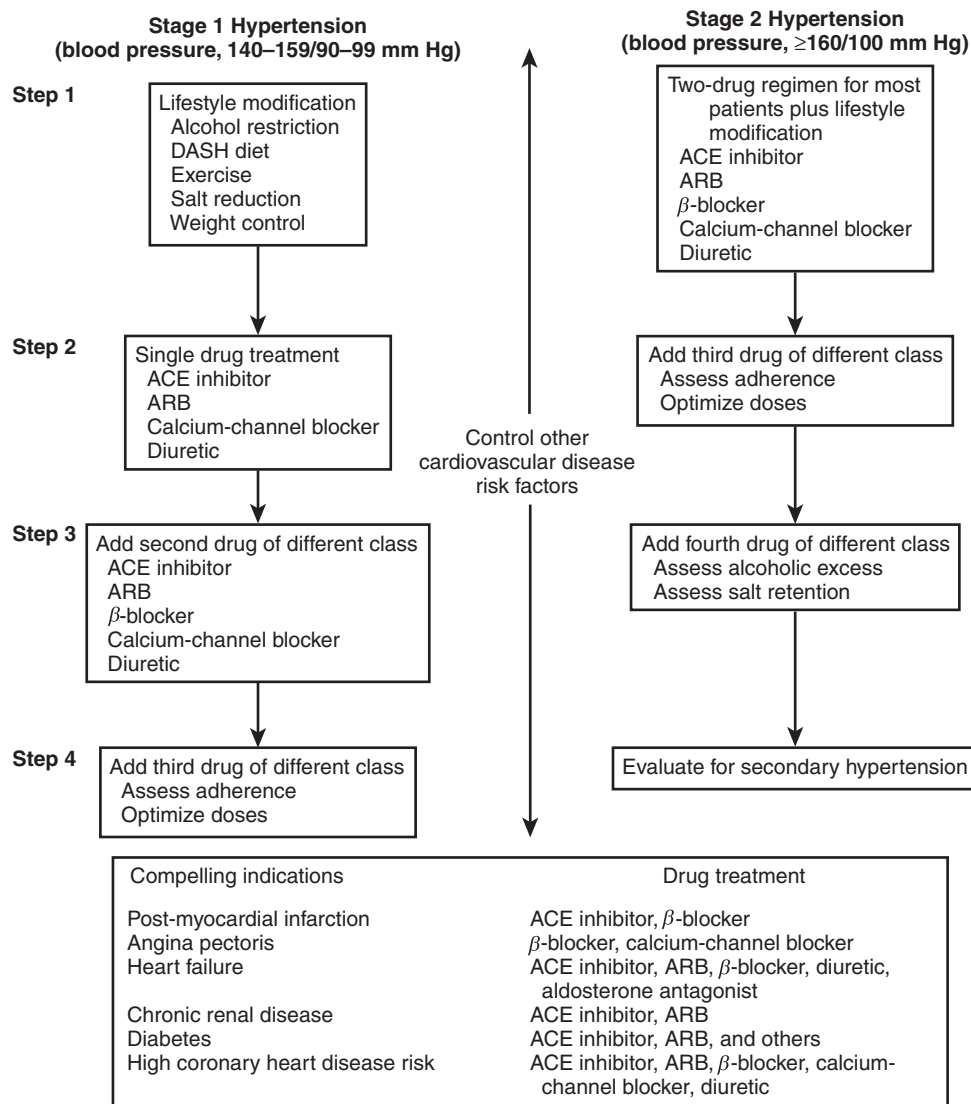 Stage 1 Hypertension
(blood pressure, 140–159/90–99 mm Hg)
Stage 2 Hypertension
(blood pressure, ≥160/100 mm Hg)
Step 1
Lifestyle modification
Alcohol restriction
DASH diet
Exercise
Salt reduction
Weight control
Two-drug regimen for most
patients plus lifestyle
modification
ACE inhibitor
ARB
β-blocker
Calcium-channel blocker
Diuretic
Step 2
Single drug treatment
ACE inhibitor
ARB
Calcium-channel blocker
Diuretic
Add third drug of different class
Assess adherence
Optimize doses
Control other
cardiovascular disease
risk factors
Step 3
Add second drug of different class
ACE inhibitor
ARB
β-blocker
Calcium-channel blocker
Diuretic
Add fourth drug of different class
Assess alcoholic excess
Assess salt retention
Step 4
Add third drug of different class
Assess adherence
Optimize doses
Evaluate for secondary hypertension
Compelling indications Drug treatment
Post-myocardial infarction ACE inhibitor, β-blocker
Angina pectoris β-blocker, calcium-channel blocker
Heart failure ACE inhibitor, ARB, β-blocker, diuretic,
aldosterone antagonist
Chronic renal disease ACE inhibitor, ARB
Diabetes ACE inhibitor, ARB, and others
High coronary heart disease risk ACE inhibitor, ARB, β-blocker, calcium-
channel blocker, diuretic